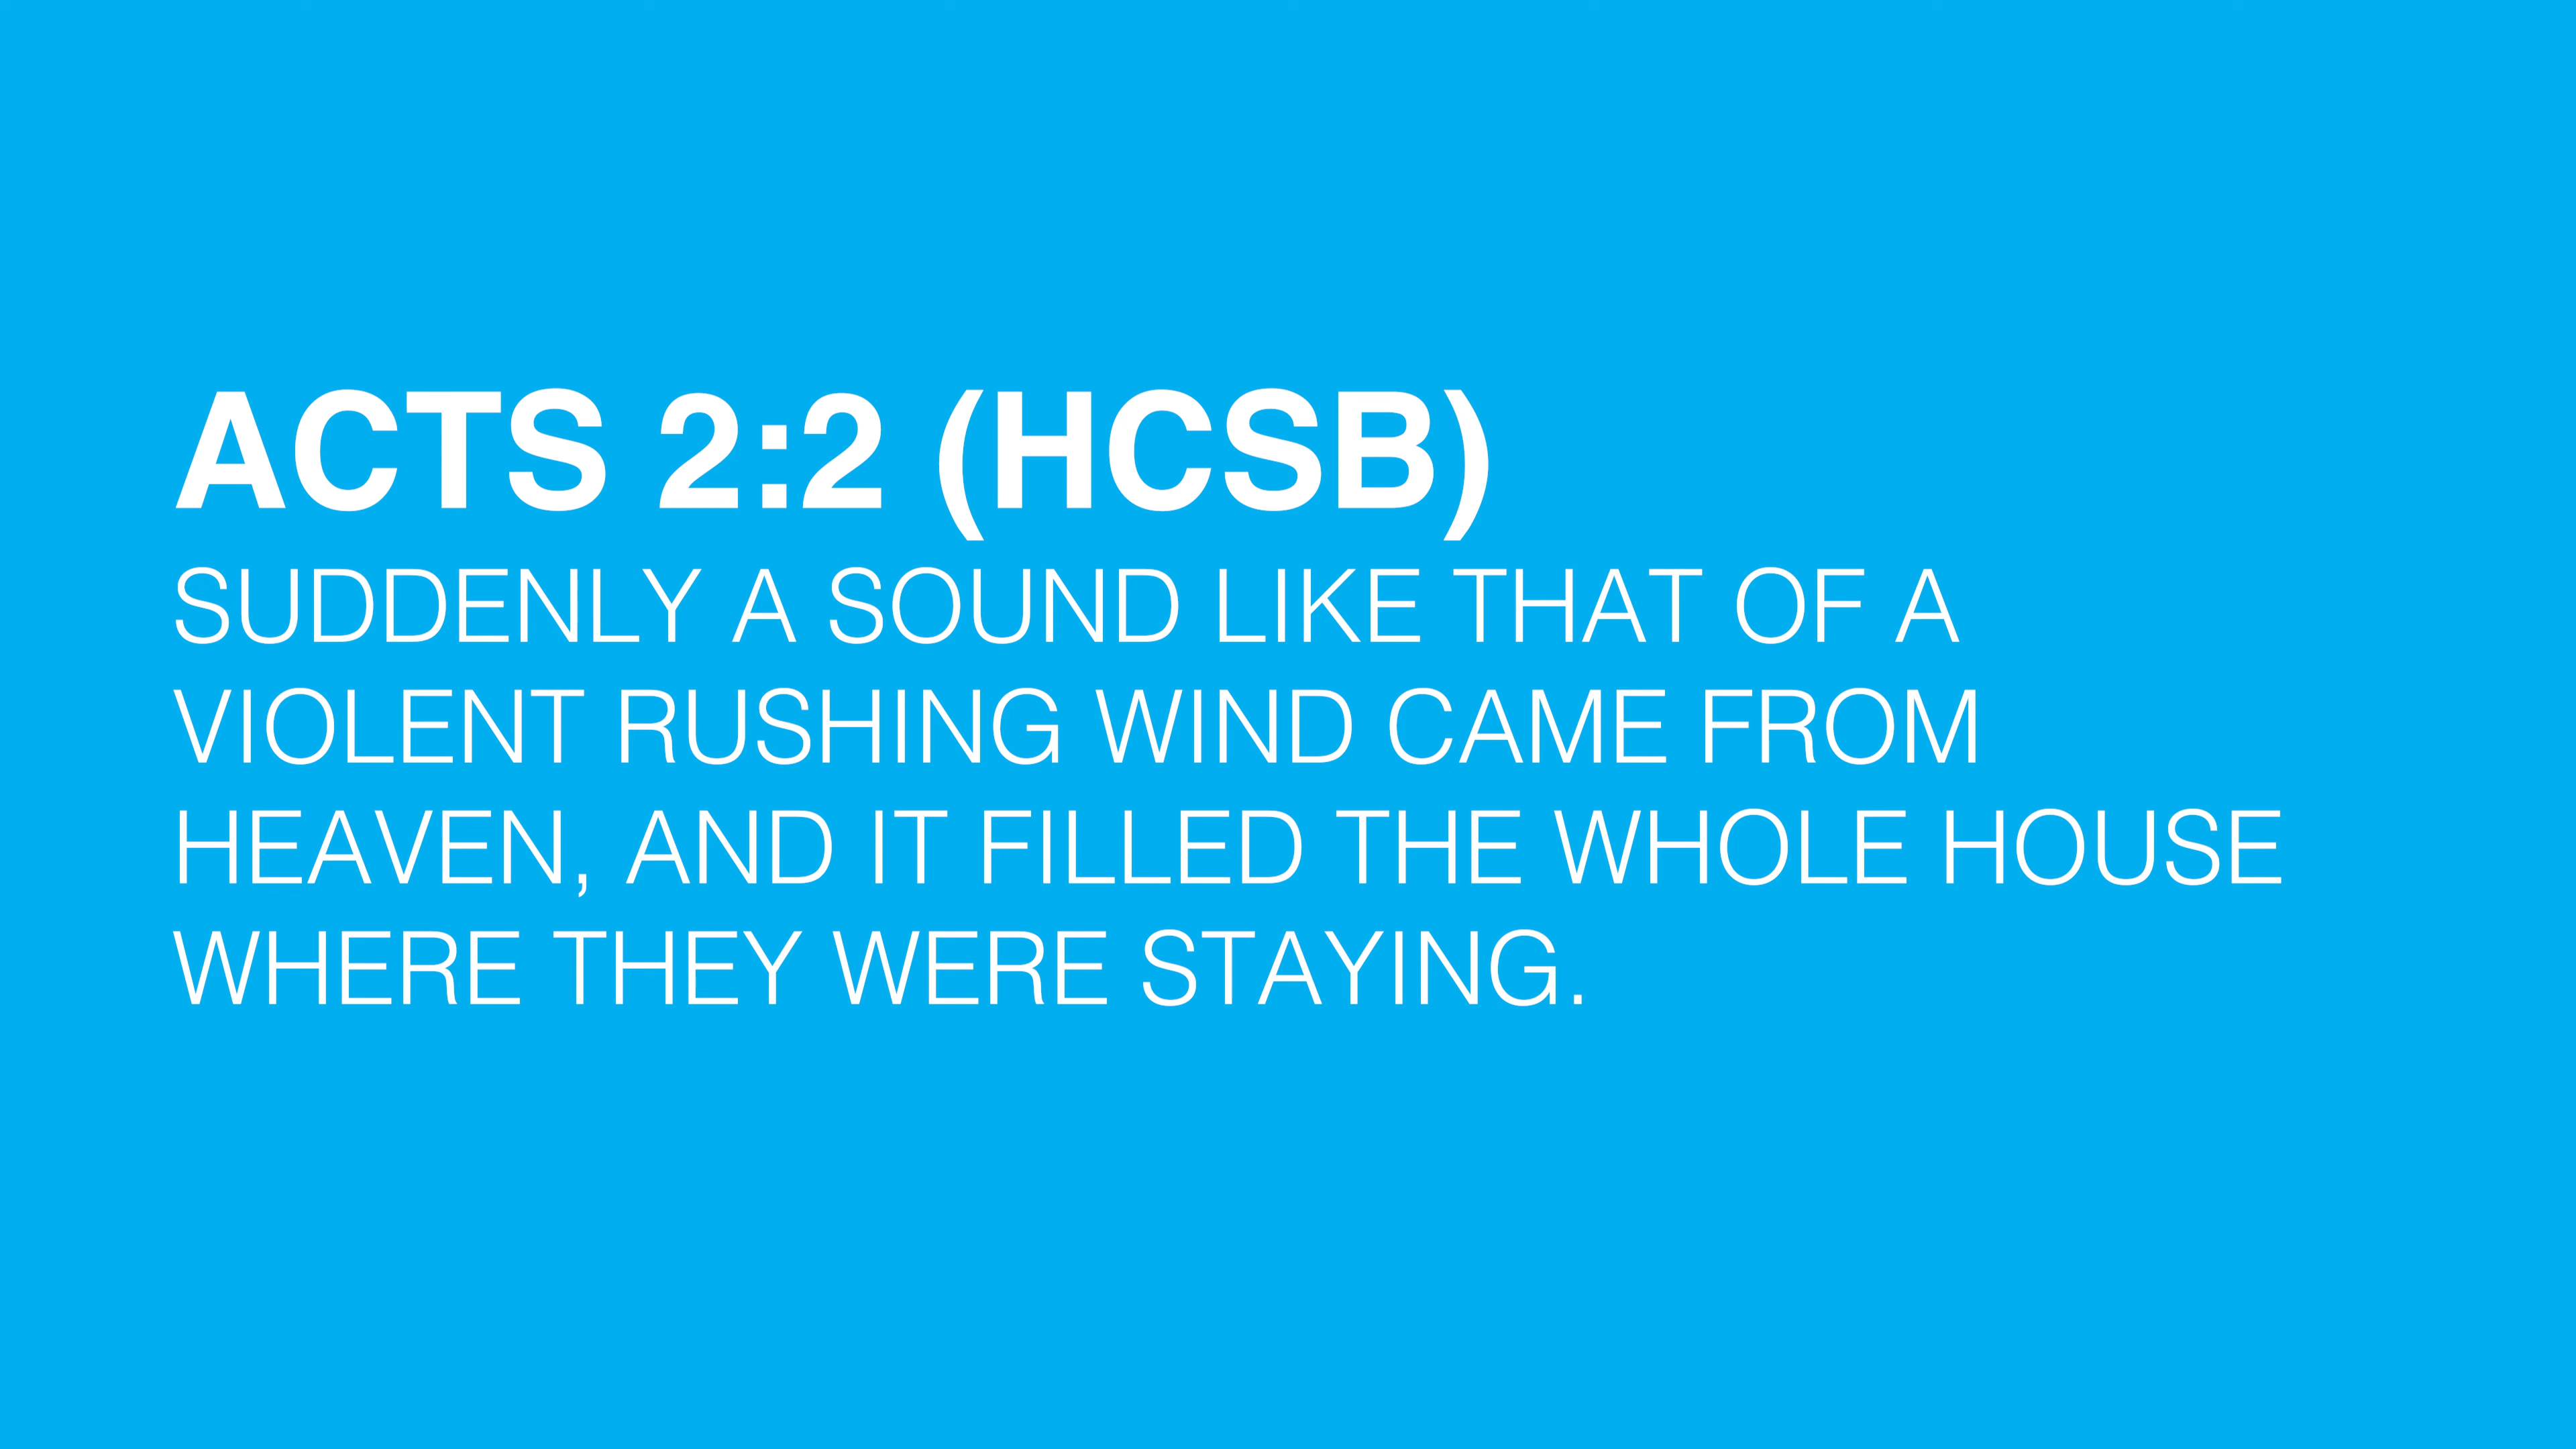 ACTS 2:2 (HCSB)
SUDDENLY A SOUND LIKE THAT OF A
VIOLENT RUSHING WIND CAME FROM
HEAVEN, AND IT FILLED THE WHOLE HOUSE
WHERE THEY WERE STAYING.